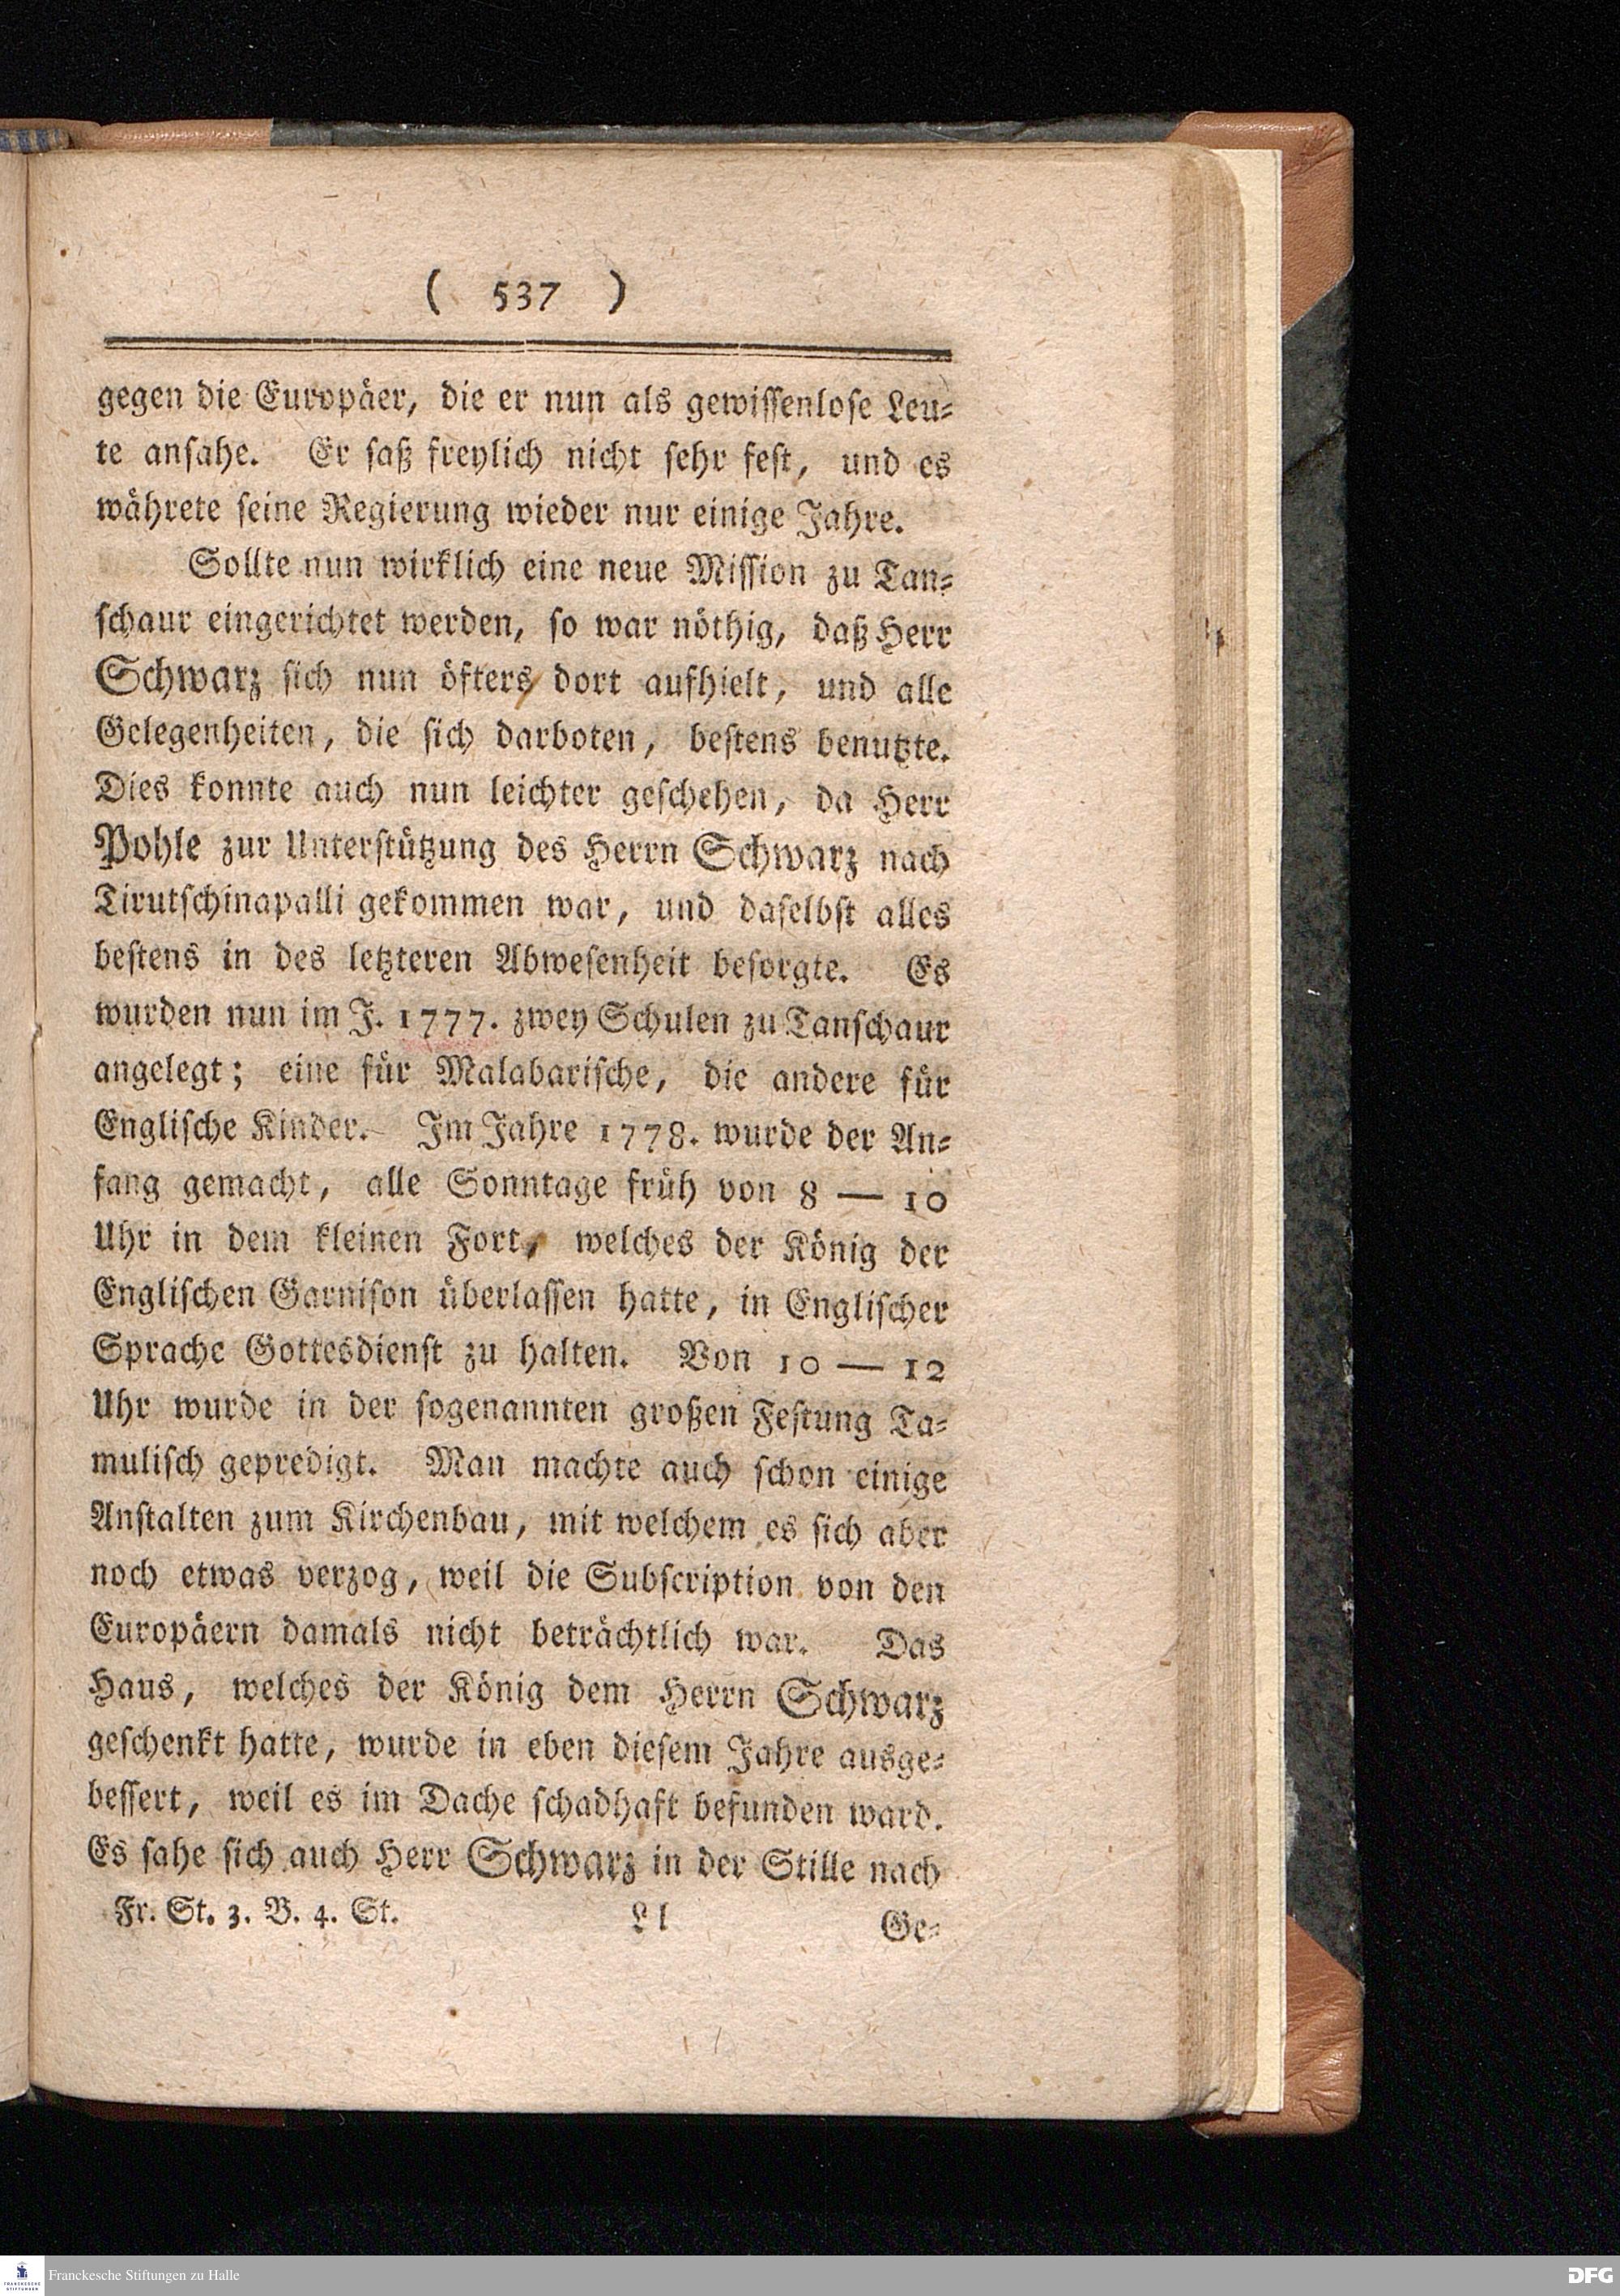 ( 537 )
gegen die Europäer, die er nun als gewissenlose Leu-
te ansahe. Er saß freylich nicht sehr fest, und es
währete seine Regierung wieder nur einige Jahre.
Sollte nun wirklich eine neue Mission zu Tan-
schaur eingerichtet werden, so war nöthig, daß Herr
Schwarz sich nun öfters dort aufhielt, und alle
Gelegenheiten, die sich darboten, bestens benutzte.
Dies konnte auch nun leichter geschehen, da Herr
Pohle zur Unterstützung des Herrn Schwarz nach
Tirutschinapalli gekommen war, und daselbst alles
bestens in des letzteren Abwesenheit besorgte. Es
wurden nun im J. 1777. zwey Schulen zu Tanschaur
angelegt; eine für Malabarische, die andere für
Englische Kinder. Im Jahre 1778. wurde der An-
fang gemacht, alle Sonntage früh von 8 — 10
Uhr in dem kleinen Fort, welches der König der
Englischen Garnison überlassen hatte, in Englischer
Sprache Gottesdienst zu halten. Von 10 — 12
Uhr wurde in der sogenannten großen Festung Ta-
mulisch gepredigt. Man machte auch schon einige
Anstalten zum Kirchenbau, mit welchem es sich aber
noch etwas verzog, weil die Subscription von den
Europäern damals nicht beträchtlich war. Das
Haus, welches der König dem Herrn Schwarz
geschenkt hatte, wurde in eben diesem Jahre ausge-
bessert, weil es im Dache schadhaft befunden ward.
Es sahe sich auch Herr Schwarz in der Stille nach
Fr. St. 3. B. 4. St. Ll Ge-
FRANCKESCHE STIFTUNGEN
Franckesche Stiftungen zu Halle
DFG